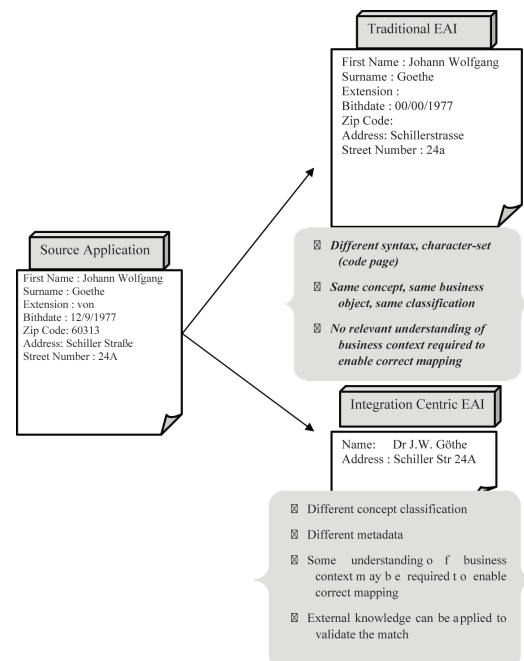 Traditional EAI
First Name : Johann Wolfgang
Surname : Goethe
Extension :
Bithdate : 00/00/1977
Zip Code:
Address: Schillerstrasse
Street Number : 24a
Different syntax, character-set
(code page)
Same concept, same business
object, same classification
No relevant understanding of
business context required to
enable correct mapping
Source Application
First Name : Johann Wolfgang
Surname : Goethe
Extension : von
Bithdate : 12/9/1977
Zip Code: 60313
Address: Schiller Straße
Street Number : 24A
Integration Centric EAI
Name: Dr J.W. Göthe
Address : Schiller Str 24A
Different concept classification
Different metadata
Some understanding o f business
context m ay b e required t o enable
correct mapping
External knowledge can be applied to
validate the match